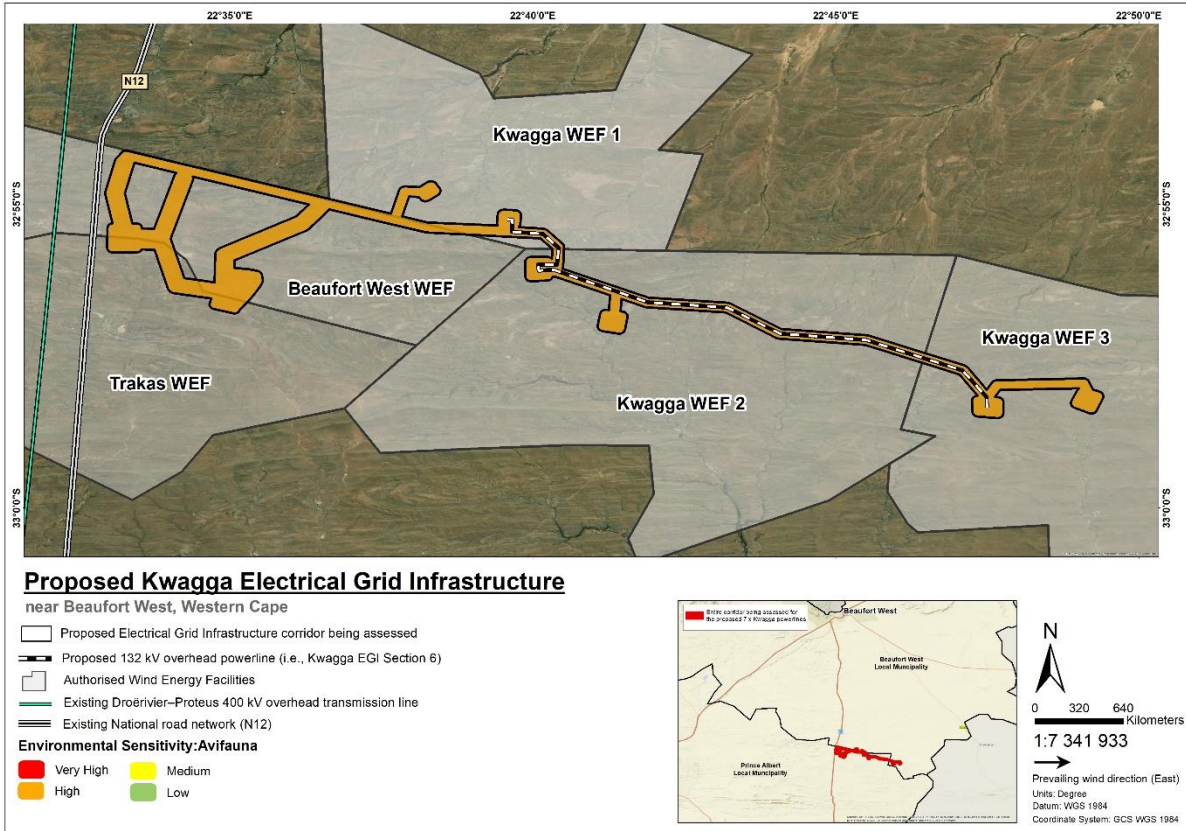 22°35'0"E 22°40'0"E 22°45'0"E 22°50'0"E
N12
Kwagga WEF 1
32°55'0"S 32°55'0"S
Beaufort West WEF
Kwagga WEF 3
Trakas WEF
Kwagga WEF 2
33°0'0"S 33°0'0"S
Proposed Kwagga Electrical Grid Infrastructure
near Beaufort West, Western Cape
Proposed Electrical Grid Infrastructure corridor being assessed
Proposed 132 kV overhead powerline (i.e., Kwagga EGI Section 6)
Authorised Wind Energy Facilities
Existing Droërivier–Proteus 400 kV overhead transmission line
Existing National road network (N12)
Environmental Sensitivity:Avifauna
Very High Medium
High Low
Entire corridor being assessed for
the proposed 7 x Kwagga powerlines
Beaufort West
Beaufort West
Local Municipality
Prince Albert
Local Muncipality
N
0 320 640
Kilometers
1:7 341 933
Prevailing wind direction (East)
Units: Degree
Datum: WGS 1984
Coordinate System: GCS WGS 1984